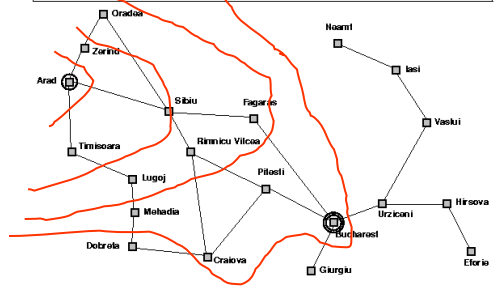 Oradea
Neamt
Zerind
Iasi
Arad
Sibiu
Fagaras
Vaslui
Timisoara
Rimnicu Vilcea
Lugoj
Pitesti
Mehadia
Hirsova
Urziceni
Bucharest
Dobreta
Craiova
Eforie
Giurgiu